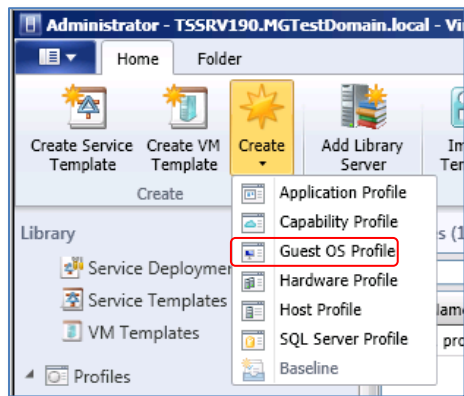 Administrator - TSSRV190.MGTestDomain.local - Vi
Home Folder
Create Service Template
Create VM Template
Create
Add Library Server
Create
Application Profile
Capability Profile
Guest OS Profile
Hardware Profile
Host Profile
SQL Server Profile
Baseline
Library
Service Deployme
Service Templates
VM Templates
Profiles